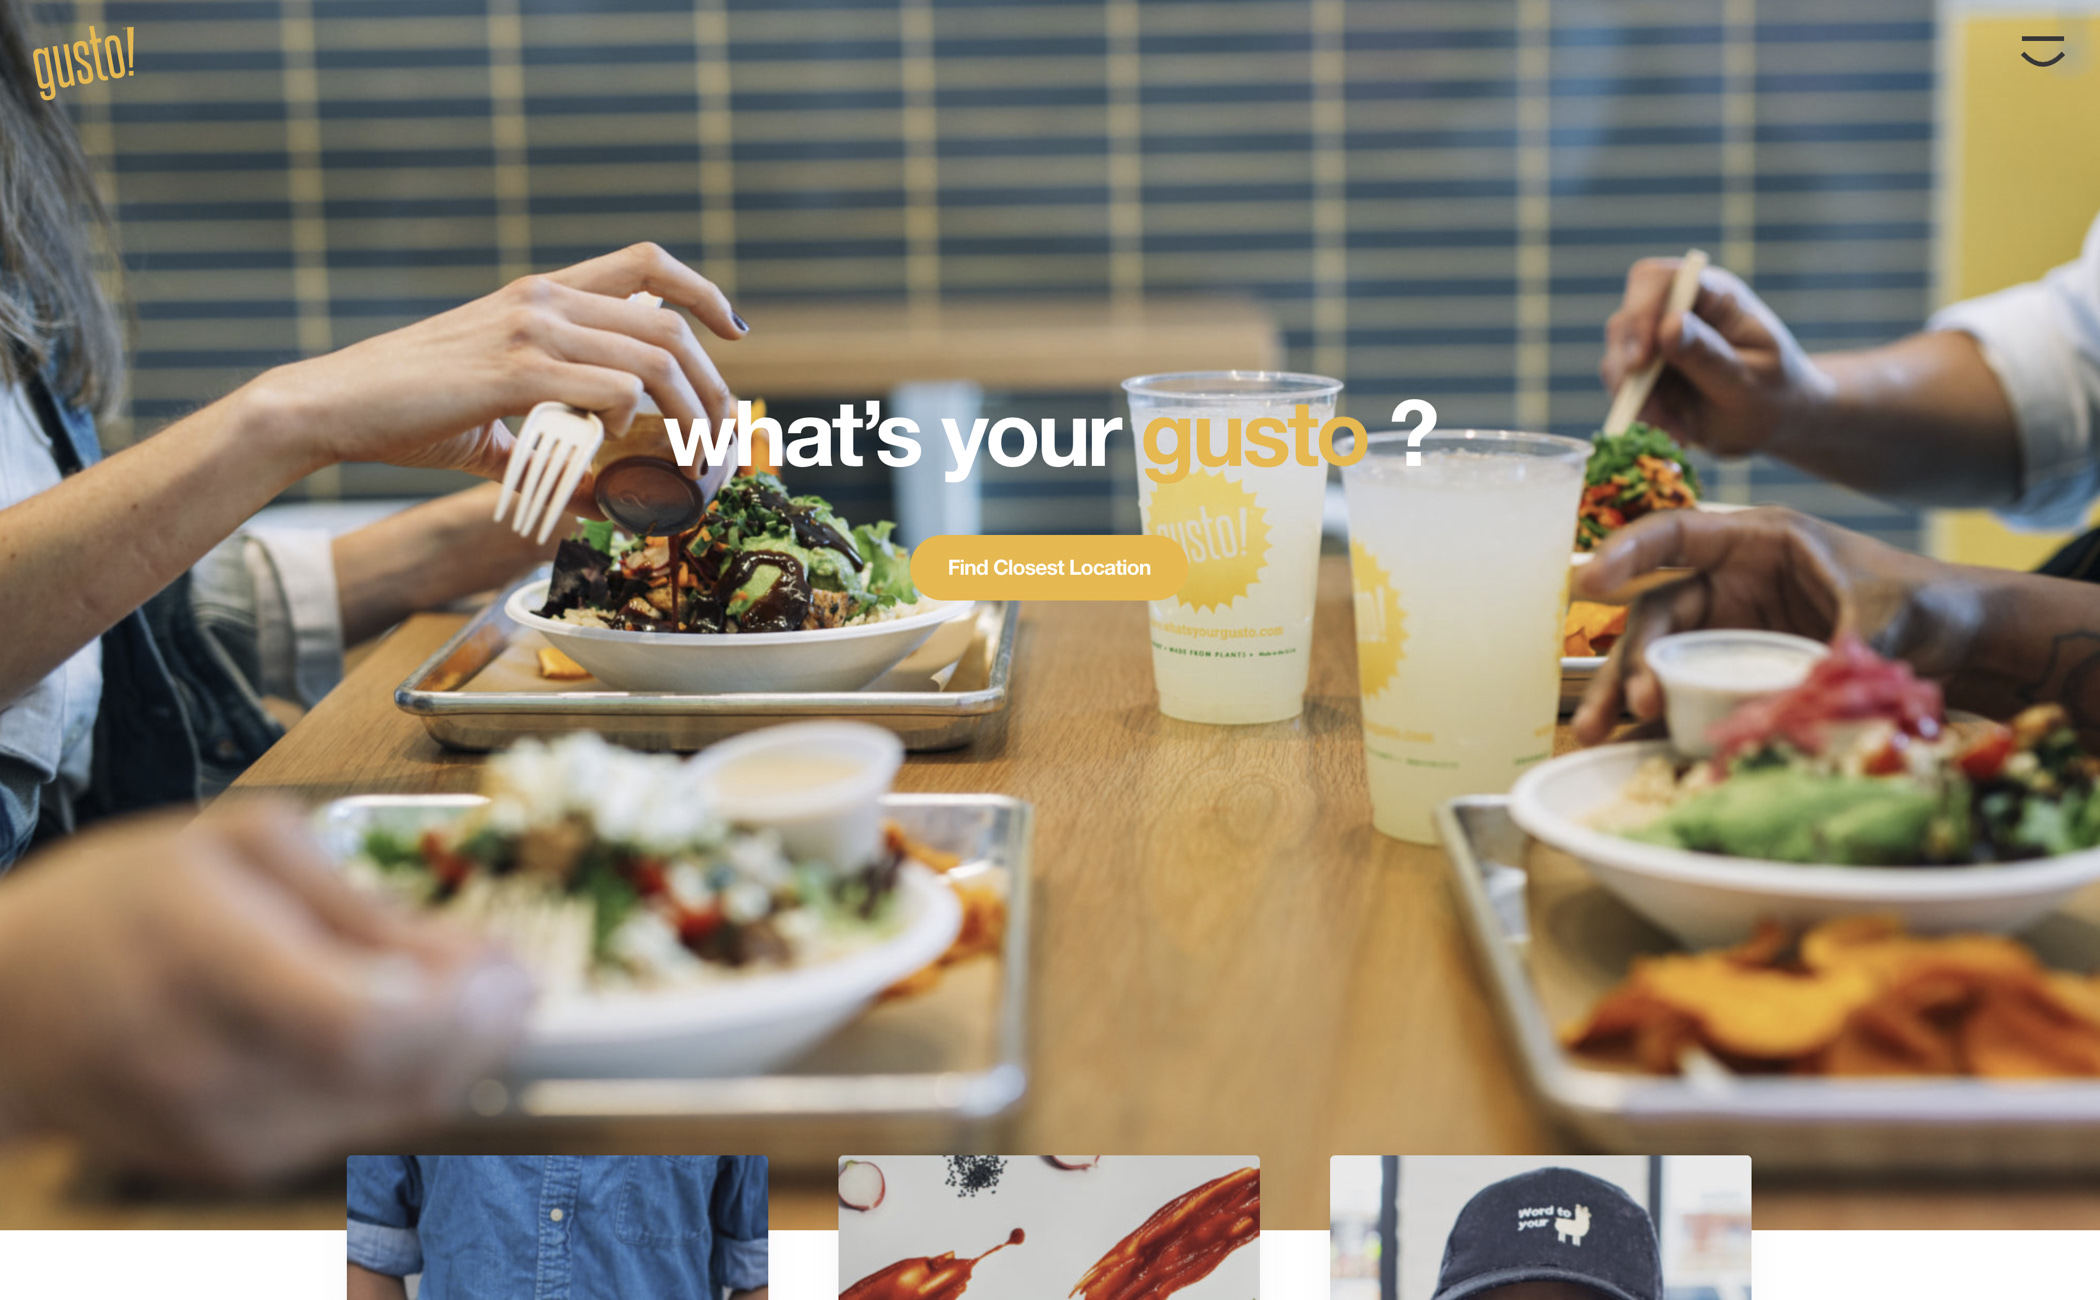 gusto!
what’s your gusto ?
Find Closest Location
gusto!
whatsyourgusto.com
MADE FROM PLANTS
Word to
your